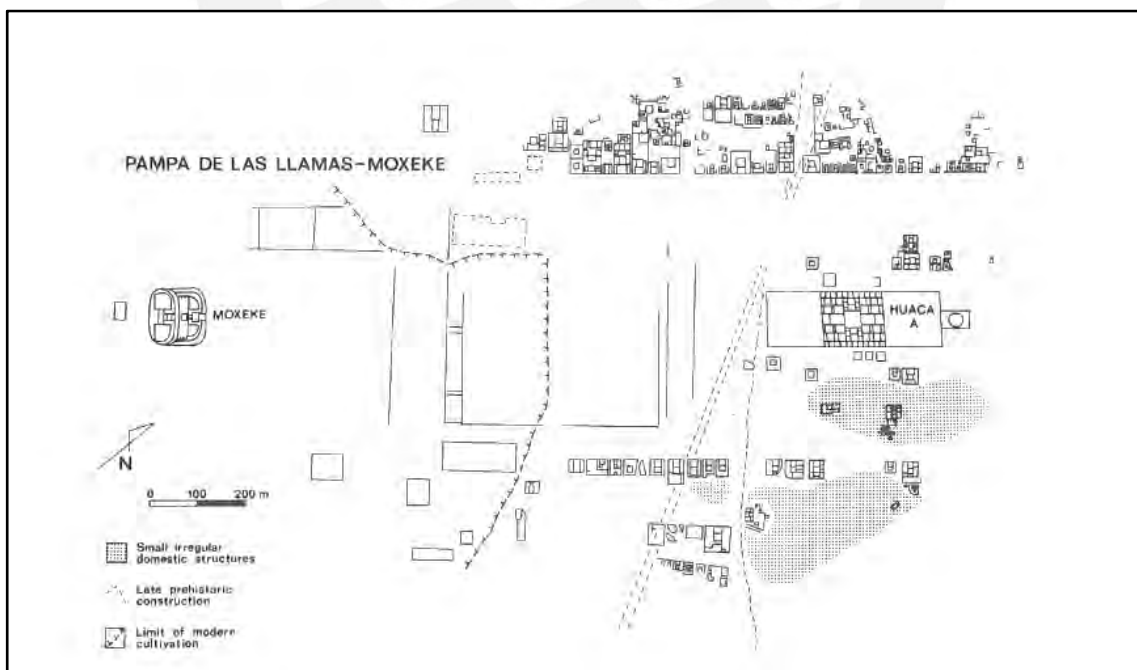 PAMPA DE LAS LLAMAS-MOXEKE
MOXEKE
HUACA
A
N
0 100 200 m
Small irregular
domestic structures
Late prehistoric
construction
Limit of modern
cultivation